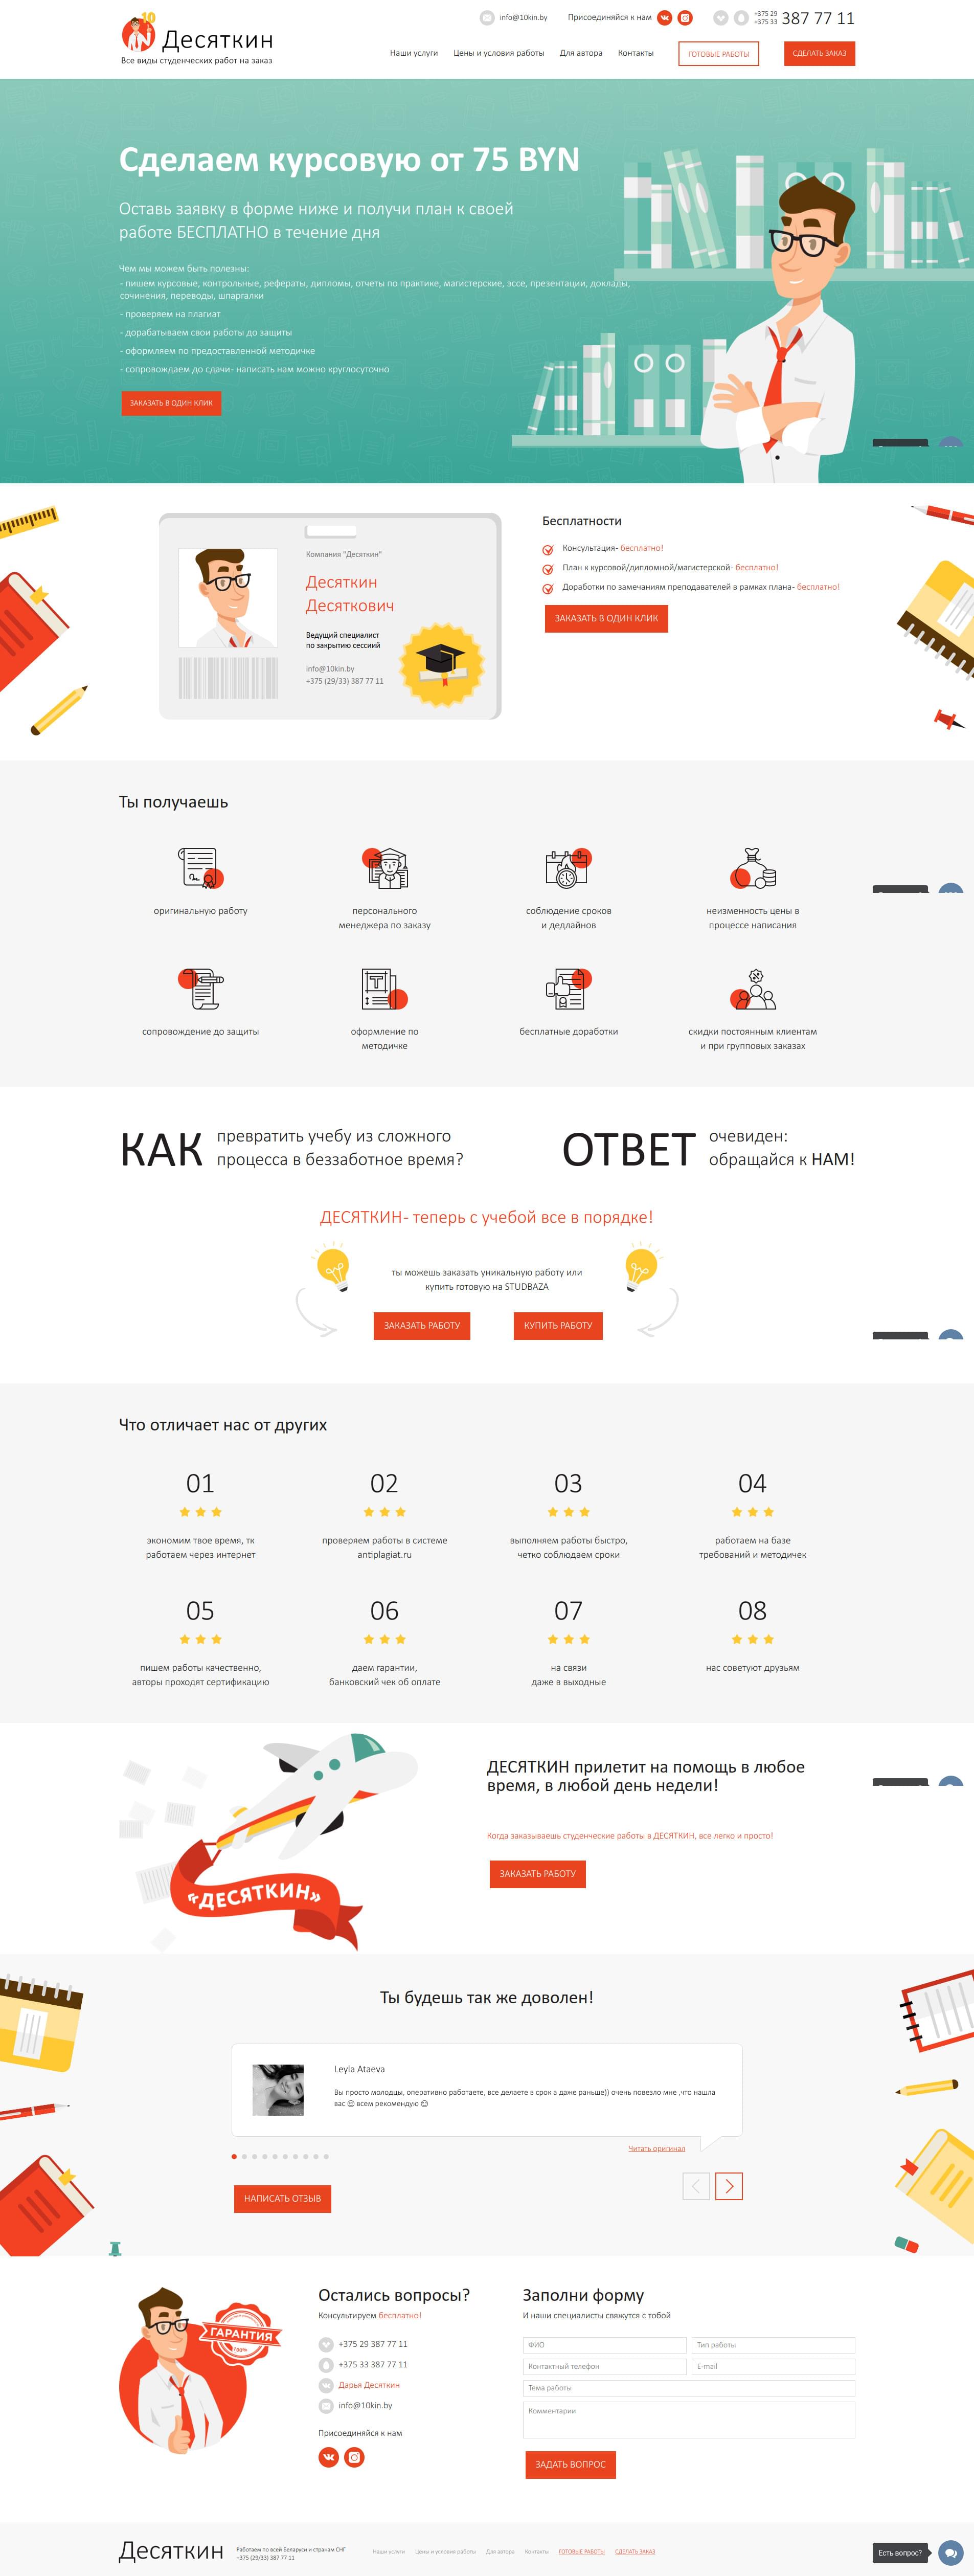 10
Десяткин
Все виды студенческих работ на заказ
info@10kin.by
Присоединяйся к нам
+375 29
+375 33
387 77 11
Наши услуги
Цены и условия работы
Для автора
Контакты
ГОТОВЫЕ РАБОТЫ
СДЕЛАТЬ ЗАКАЗ
Сделаем курсовую от 75 BYN
Оставь заявку в форме ниже и получи план к своей
работе БЕСПЛАТНО в течение дня
Чем мы можем быть полезны:
- пишем курсовые, контрольные, рефераты, дипломы, отчеты по практике, магистерские, эссе, презентации, доклады,
сочинения, переводы, шпаргалки
- проверяем на плагиат
- дорабатываем свои работы до защиты
- оформляем по предоставленной методичке
- сопровождаем до сдачи- написать нам можно круглосуточно
ЗАКАЗАТЬ В ОДИН КЛИК
Компания "Десяткин"
Десяткин
Десяткович
Ведущий специалист
по закрытию сессиий
info@10kin.by
+375 (29/33) 387 77 11
Бесплатности
Консультация- бесплатно!
План к курсовой/дипломной/магистерской- бесплатно!
Доработки по замечаниям преподавателей в рамках плана- бесплатно!
ЗАКАЗАТЬ В ОДИН КЛИК
Ты получаешь
оригинальную работу
персонального
менеджера по заказу
соблюдение сроков
и дедлайнов
неизменность цены в
процессе написания
сопровождение до защиты
оформление по
методичке
бесплатные доработки
скидки постоянным клиентам
и при групповых заказах
КАК
превратить учебу из сложного
процесса в беззаботное время?
ОТВЕТ
очевиден:
обращайся к НАМ!
ДЕСЯТКИН- теперь с учебой все в порядке!
ты можешь заказать уникальную работу или
купить готовую на STUDBAZA
ЗАКАЗАТЬ РАБОТУ
КУПИТЬ РАБОТУ
Что отличает нас от других
01
экономим твое время, тк
работаем через интернет
02
проверяем работы в системе
antiplagiat.ru
03
выполняем работы быстро,
четко соблюдаем сроки
04
работаем на базе
требований и методичек
05
пишем работы качественно,
авторы проходят сертификацию
06
даем гарантии,
банковский чек об оплате
07
на связи
даже в выходные
08
нас советуют друзьям
«ДЕСЯТКИН»
ДЕСЯТКИН прилетит на помощь в любое
время, в любой день недели!
Когда заказываешь студенческие работы в ДЕСЯТКИН, все легко и просто!
ЗАКАЗАТЬ РАБОТУ
Ты будешь так же доволен!
Leyla Ataeva
Вы просто молодцы, оперативно работаете, все делаете в срок а даже раньше)) очень повезло мне ,что нашла
вас 😊 всем рекомендую 😊
Читать оригинал
НАПИСАТЬ ОТЗЫВ
ГАРАНТИЯ
100%
Остались вопросы?
Консультируем бесплатно!
+375 29 387 77 11
+375 33 387 77 11
Дарья Десяткин
info@10kin.by
Присоединяйся к нам
Заполни форму
И наши специалисты свяжутся с тобой
ФИО
Тип работы
Контактный телефон
E-mail
Тема работы
Комментарии
ЗАДАТЬ ВОПРОС
Десяткин
Работаем по всей Беларуси и странам СНГ
+375 (29/33) 387 77 11
Наши услуги
Цены и условия работы
Для автора
Контакты
ГОТОВЫЕ РАБОТЫ
СДЕЛАТЬ ЗАКАЗ
Есть вопрос?